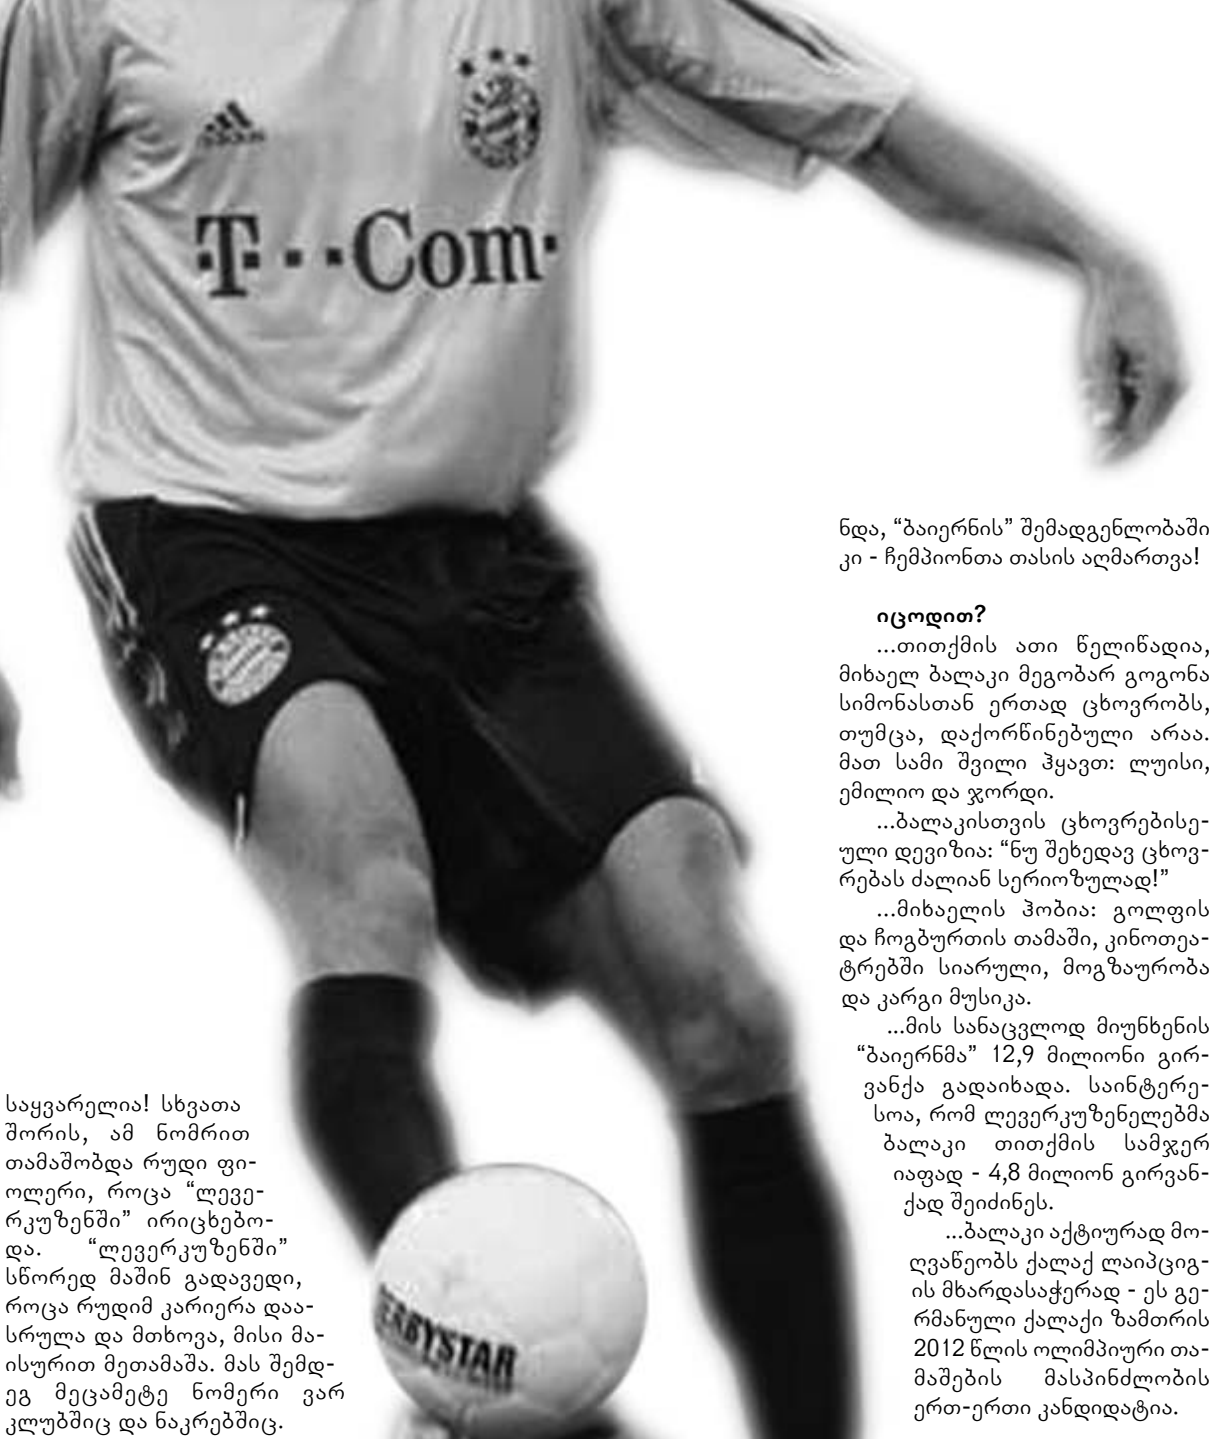 T··Com·
ERBYSTAR
საყვარელია! სხვათა
შორის, ამ ნომრით
თამაშობდა რუდი ფი-
ოლერი, როცა “ლევე-
რკუზენში” ირიცხებო-
და. “ლევერკუზენში”
სწორედ მაშინ გადავედი,
როცა რუდიმ კარიერა დაა-
სრულა და მთხოვა, მისი მა-
ისურით მეთამაშა. მას შემდ-
ეგ მეცამეტე ნომერი ვარ
კლუბშიც და ნაკრებშიც.
ნდა, “ბაიერნის” შემადგენლობაში
კი - ჩემპიონთა თასის აღმართვა!
იცოდით?
...თითქმის ათი წელიწადია,
მიხაელ ბალაკი მეგობარ გოგონა
სიმონასთან ერთად ცხოვრობს,
თუმცა, დაქორწინებული არაა.
მათ სამი შვილი ჰყავთ: ლუისი,
ემილიო და ჯორდი.
...ბალაკისთვის ცხოვრებისე-
ული დევიზია: “ნუ შეხედავ ცხოვ-
რებას ძალიან სერიოზულად!”
...მიხაელის ჰობია: გოლფის
და ჩოგბურთის თამაში, კინოთეა-
ტრებში სიარული, მოგზაურობა
და კარგი მუსიკა.
...მის სანაცვლოდ მიუნხენის
“ბაიერნმა” 12,9 მილიონი გირ-
ვანქა გადაიხადა. საინტერე-
სოა, რომ ლევერკუზენელებმა
ბალაკი თითქმის სამჯერ
იაფად - 4,8 მილიონ გირვან-
ქად შეიძინეს.
...ბალაკი აქტიურად მო-
ღვაწეობს ქალაქ ლაიპციგ-
ის მხარდასაჭერად - ეს გე-
რმანული ქალაქი ზამთრის
2012 წლის ოლიმპიური თა-
მაშების მასპინძლობის
ერთ-ერთი კანდიდატია.